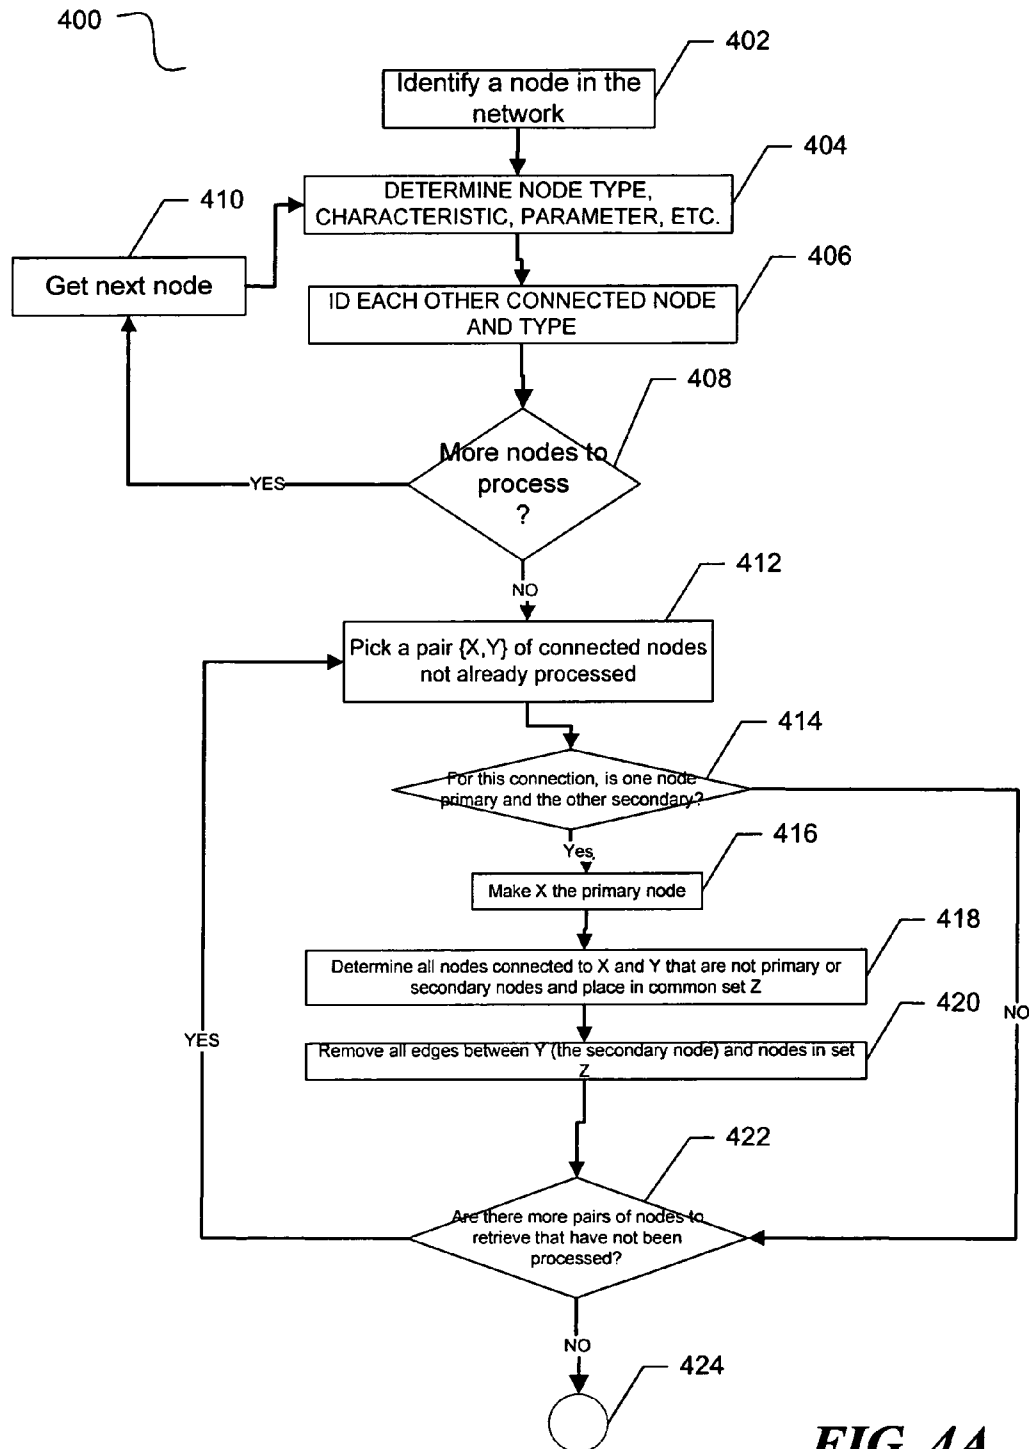 400
402
Identify a node in the
network
404
DETERMINE NODE TYPE,
CHARACTERISTIC, PARAMETER, ETC.
410
Get next node
406
ID EACH OTHER CONNECTED NODE
AND TYPE
408
More nodes to
process
?
YES
NO
412
Pick a pair {X,Y} of connected nodes
not already processed
414
For this connection, is one node
primary and the other secondary?
Yes
416
Make X the primary node
418
Determine all nodes connected to X and Y that are not primary or
secondary nodes and place in common set Z
420
Remove all edges between Y (the secondary node) and nodes in set
Z
NO
YES
422
Are there more pairs of nodes to
retrieve that have not been
processed?
NO
424
FIG. 4A